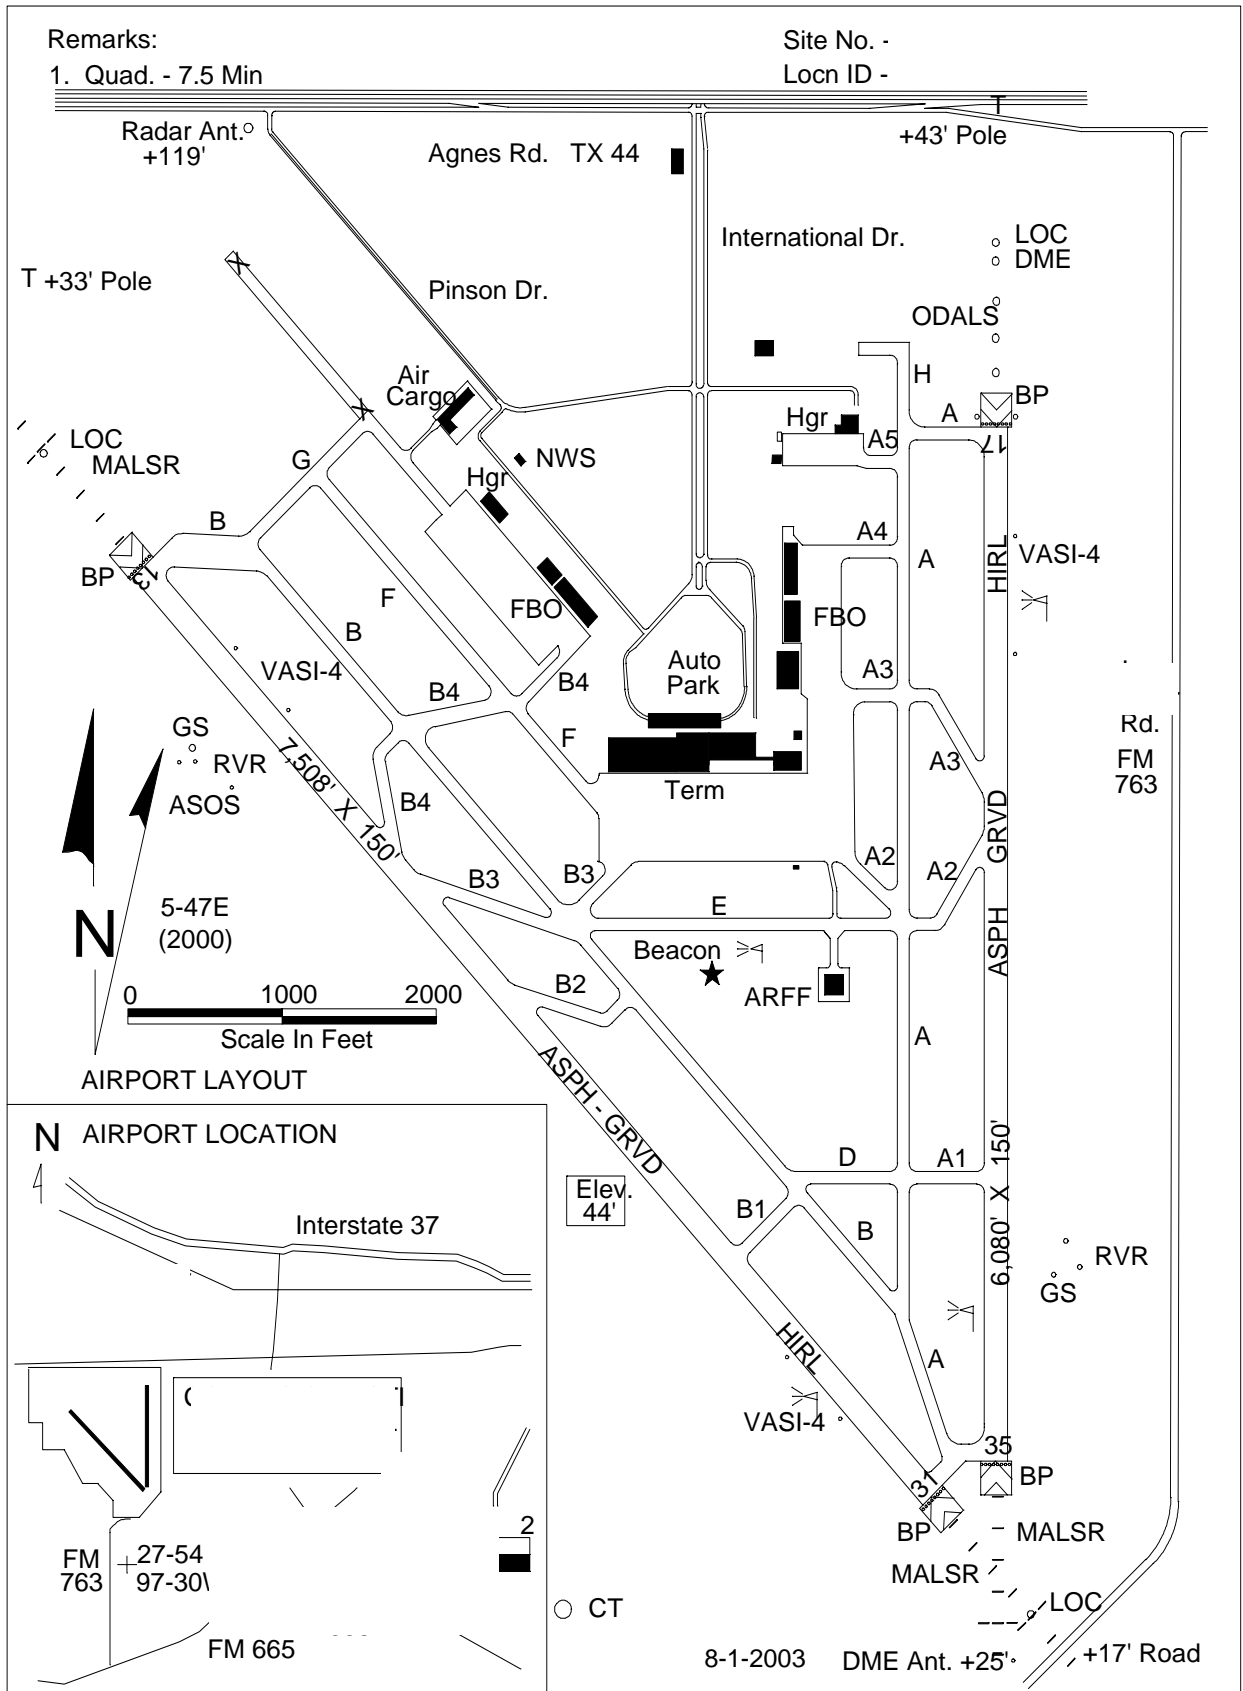 Remarks:
1. Quad. - 7.5 Min
Site No. -
Locn ID -
T
Radar Ant.
+119'
Agnes Rd. TX 44
+43' Pole
International Dr.
LOC
DME
T +33' Pole
Pinson Dr.
ODALS
H
BP
Air
Cargo
A
X
X
Hgr
A5
17
LOC
MALSR
G
NWS
Hgr
B
A4
A
HIRL
VASI-4
BP
13
F
FBO
FBO
B
VASI-4
B4
B4
Auto
Park
A3
GS
RVR
ASOS
7,508' X 150'
F
Term
A3
Rd.
FM
763
B4
GRVD
B3
B3
A2
A2
E
N
5-47E
(2000)
Beacon
ASPH
B2
ARFF
0 1000 2000
Scale In Feet
A
AIRPORT LAYOUT
ASPH - GRVD
N AIRPORT LOCATION
D
A1
Elev.
44'
B1
B
6,080' X 150'
Interstate 37
RVR
GS
HIRL
A
VASI-4
35
31
BP
BP
MALSR
MALSR
2
FM
763
27-54
97-30\
CT
LOC
FM 665
8-1-2003
DME Ant. +25'
+17' Road